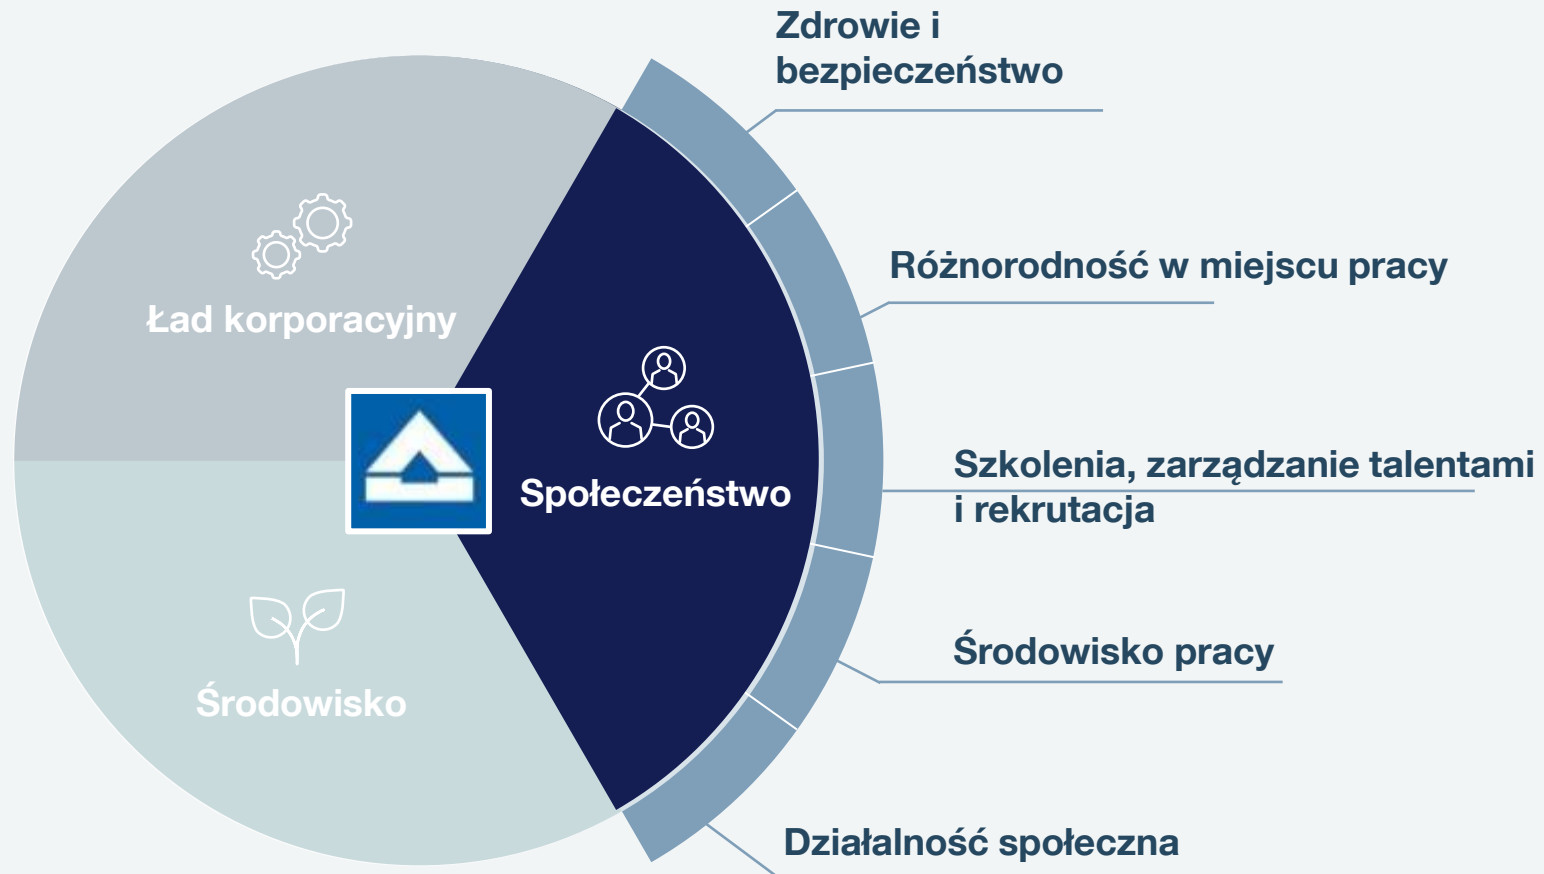 Zdrowie i
bezpieczeństwo
Różnorodność w miejscu pracy
Ład korporacyjny
Szkolenia, zarządzanie talentami
i rekrutacja
Społeczeństwo
Środowisko pracy
Środowisko
Działalność społeczna